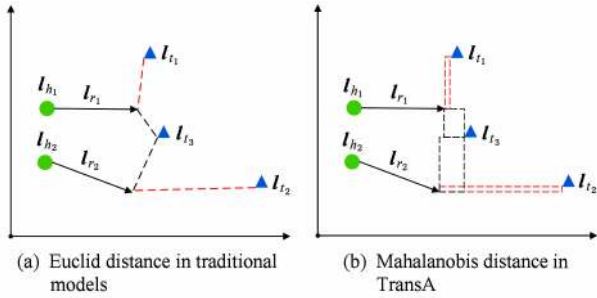 l_{t_1}
l_{h_1}
l_{r_1}
l_{h_2}
l_{t_3}
l_{r_2}
l_{t_2}
(a) Euclid distance in traditional
models
l_{t_1}
l_{h_1}
l_{r_1}
l_{h_2}
l_{t_3}
l_{r_2}
l_{t_2}
(b) Mahalanobis distance in
TransA